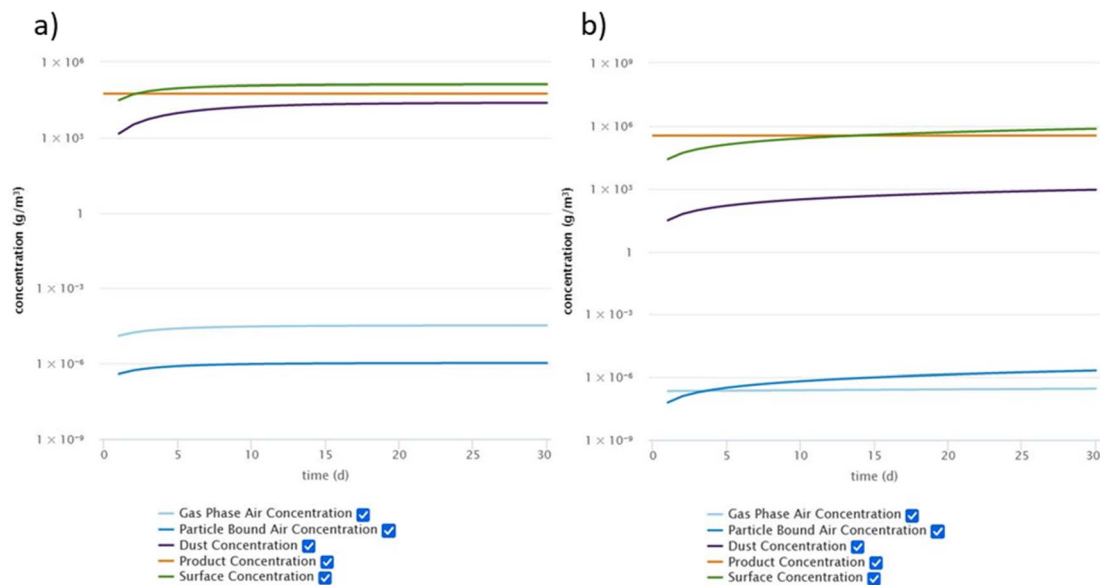 a)
1 × 10⁶
1 × 10³
1
1 × 10⁻³
1 × 10⁻⁶
1 × 10⁻⁹
concentration (g/m³)
0 5 10 15 20 25 30
time (d)
Gas Phase Air Concentration
Particle Bound Air Concentration
Dust Concentration
Product Concentration
Surface Concentration
b)
1 × 10⁹
1 × 10⁶
1 × 10³
1
1 × 10⁻³
1 × 10⁻⁶
1 × 10⁻⁹
concentration (g/m³)
0 5 10 15 20 25 30
time (d)
Gas Phase Air Concentration
Particle Bound Air Concentration
Dust Concentration
Product Concentration
Surface Concentration